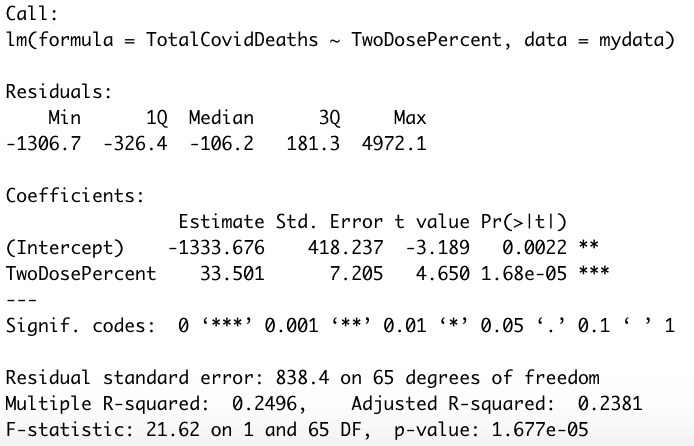 Call:
lm(formula = TotalCovidDeaths ~ TwoDosePercent, data = mydata)
Residuals:
Min 1Q Median 3Q Max
-1306.7 -326.4 -106.2 181.3 4972.1
Coefficients:
Estimate Std. Error t value Pr(>|t|)
(Intercept) -1333.676 418.237 -3.189 0.0022 **
TwoDosePercent 33.501 7.205 4.650 1.68e-05 ***
---
Signif. codes: 0 ‘***’ 0.001 ‘**’ 0.01 ‘*’ 0.05 ‘.’ 0.1 ‘ ’ 1
Residual standard error: 838.4 on 65 degrees of freedom
Multiple R-squared: 0.2496, Adjusted R-squared: 0.2381
F-statistic: 21.62 on 1 and 65 DF, p-value: 1.677e-05